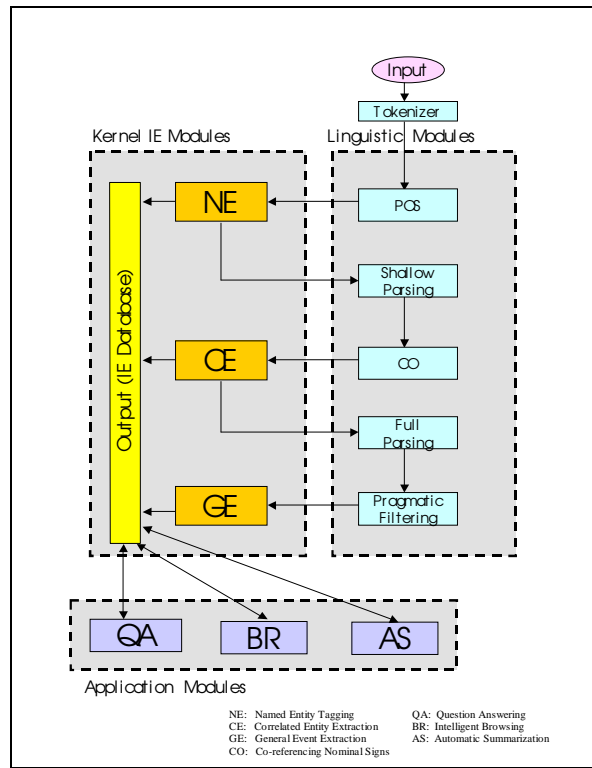 Input
Tokenizer
Kernel IE Modules
Linguistic Modules
NE
POS
Shallow
Parsing
Output (IE Database)
CE
CO
Full
Parsing
GE
Pragmatic
Filtering
QA
BR
AS
Application Modules
NE: Named Entity Tagging
CE: Correlated Entity Extraction
GE: General Event Extraction
CO: Co-referencing Nominal Signs
QA: Question Answering
BR: Intelligent Browsing
AS: Automatic Summarization